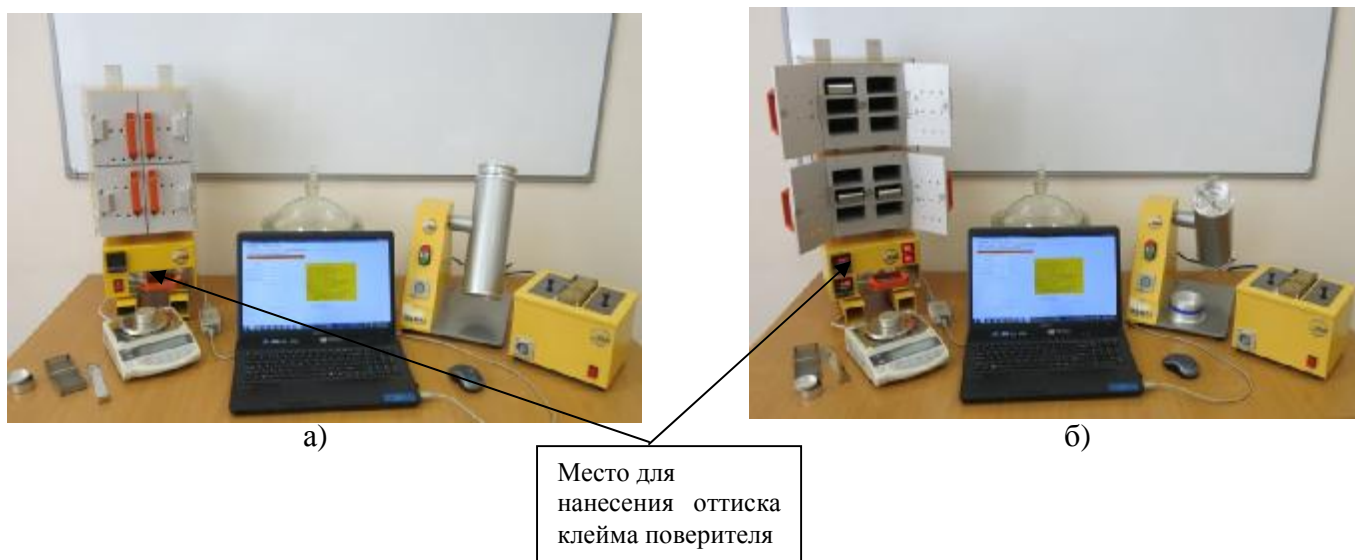 а)
б)
Место для
нанесения оттиска
клейма поверителя